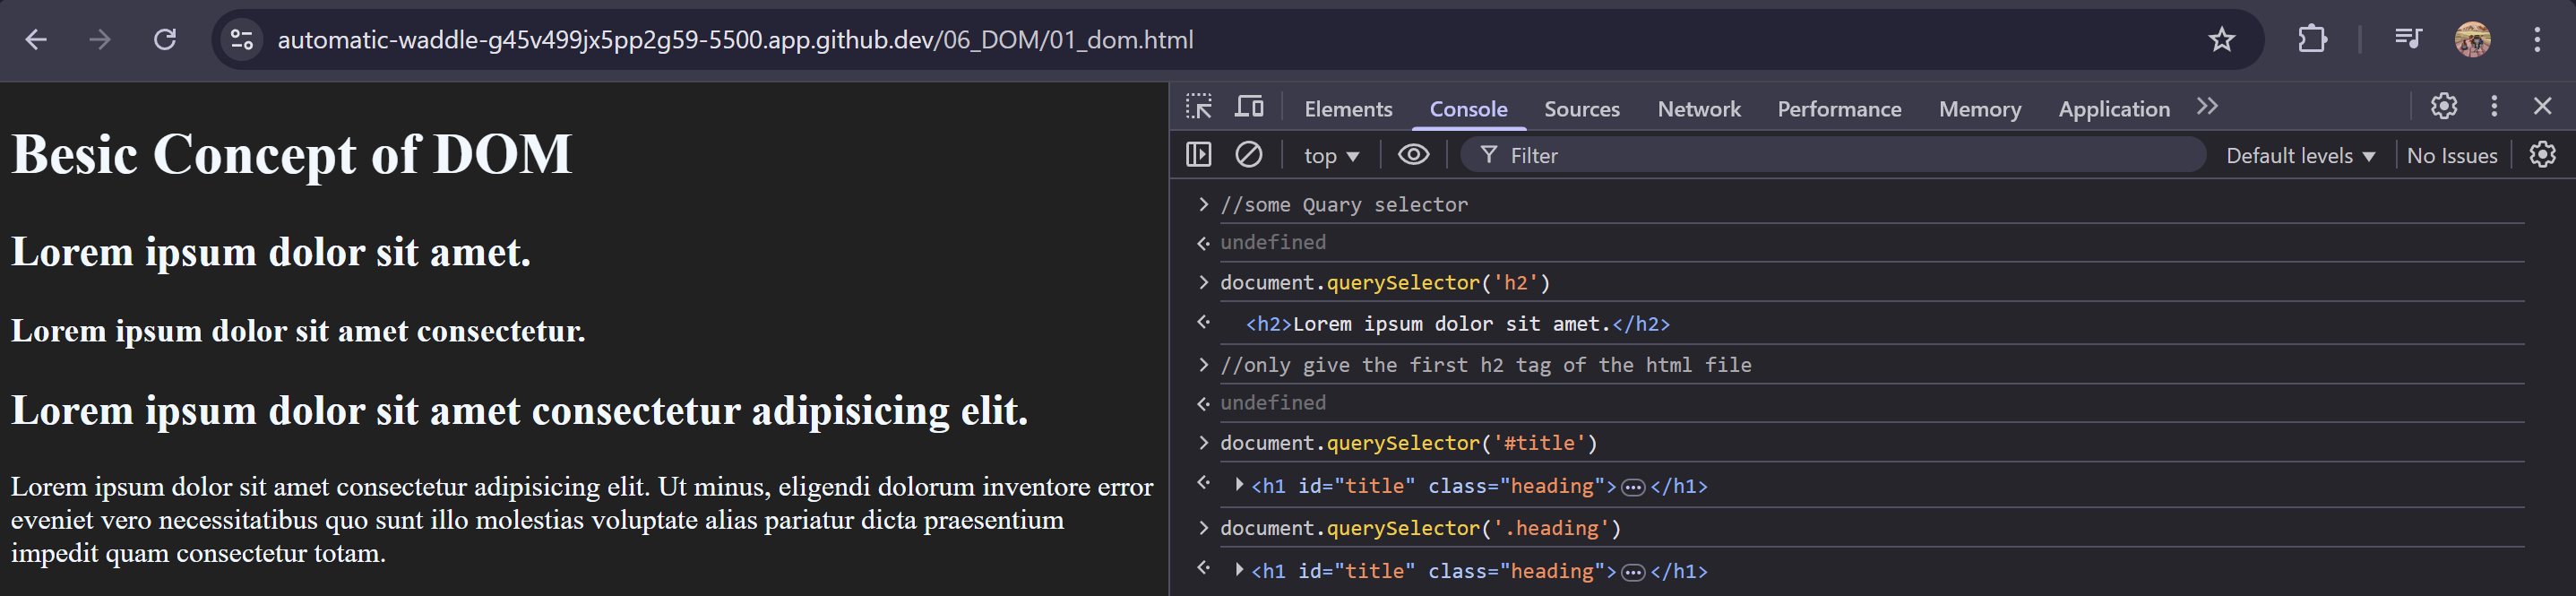 automatic-waddle-g45v499jx5pp2g59-5500.app.github.dev/06_DOM/01_dom.html
Besic Concept of DOM
Lorem ipsum dolor sit amet.
Lorem ipsum dolor sit amet consectetur.
Lorem ipsum dolor sit amet consectetur adipisicing elit.
Lorem ipsum dolor sit amet consectetur adipisicing elit. Ut minus, eligendi dolorum inventore error
eveniet vero necessitatibus quo sunt illo molestias voluptate alias pariatur dicta praesentium
impedit quam consectetur totam.
Elements Console Sources Network Performance Memory Application
top Filter Default levels No Issues
//some Quary selector
undefined
document.querySelector('h2')
<h2>Lorem ipsum dolor sit amet.</h2>
//only give the first h2 tag of the html file
undefined
document.querySelector('#title')
<h1 id="title" class="heading">…</h1>
document.querySelector('.heading')
<h1 id="title" class="heading">…</h1>